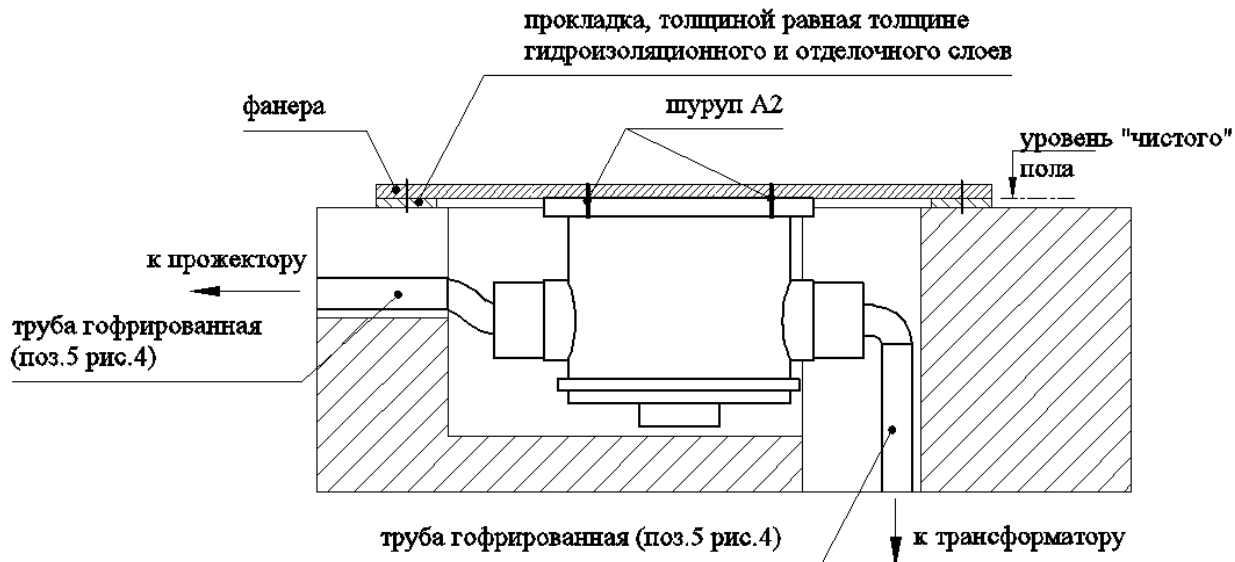 прокладка, толщиной равная толщине
гидроизоляционного и отделочного слоев
фанера
шуруп А2
уровень "чистого"
пола
к прожектору
труба гофрированная
(поз.5 рис.4)
труба гофрированная (поз.5 рис.4)
к трансформатору